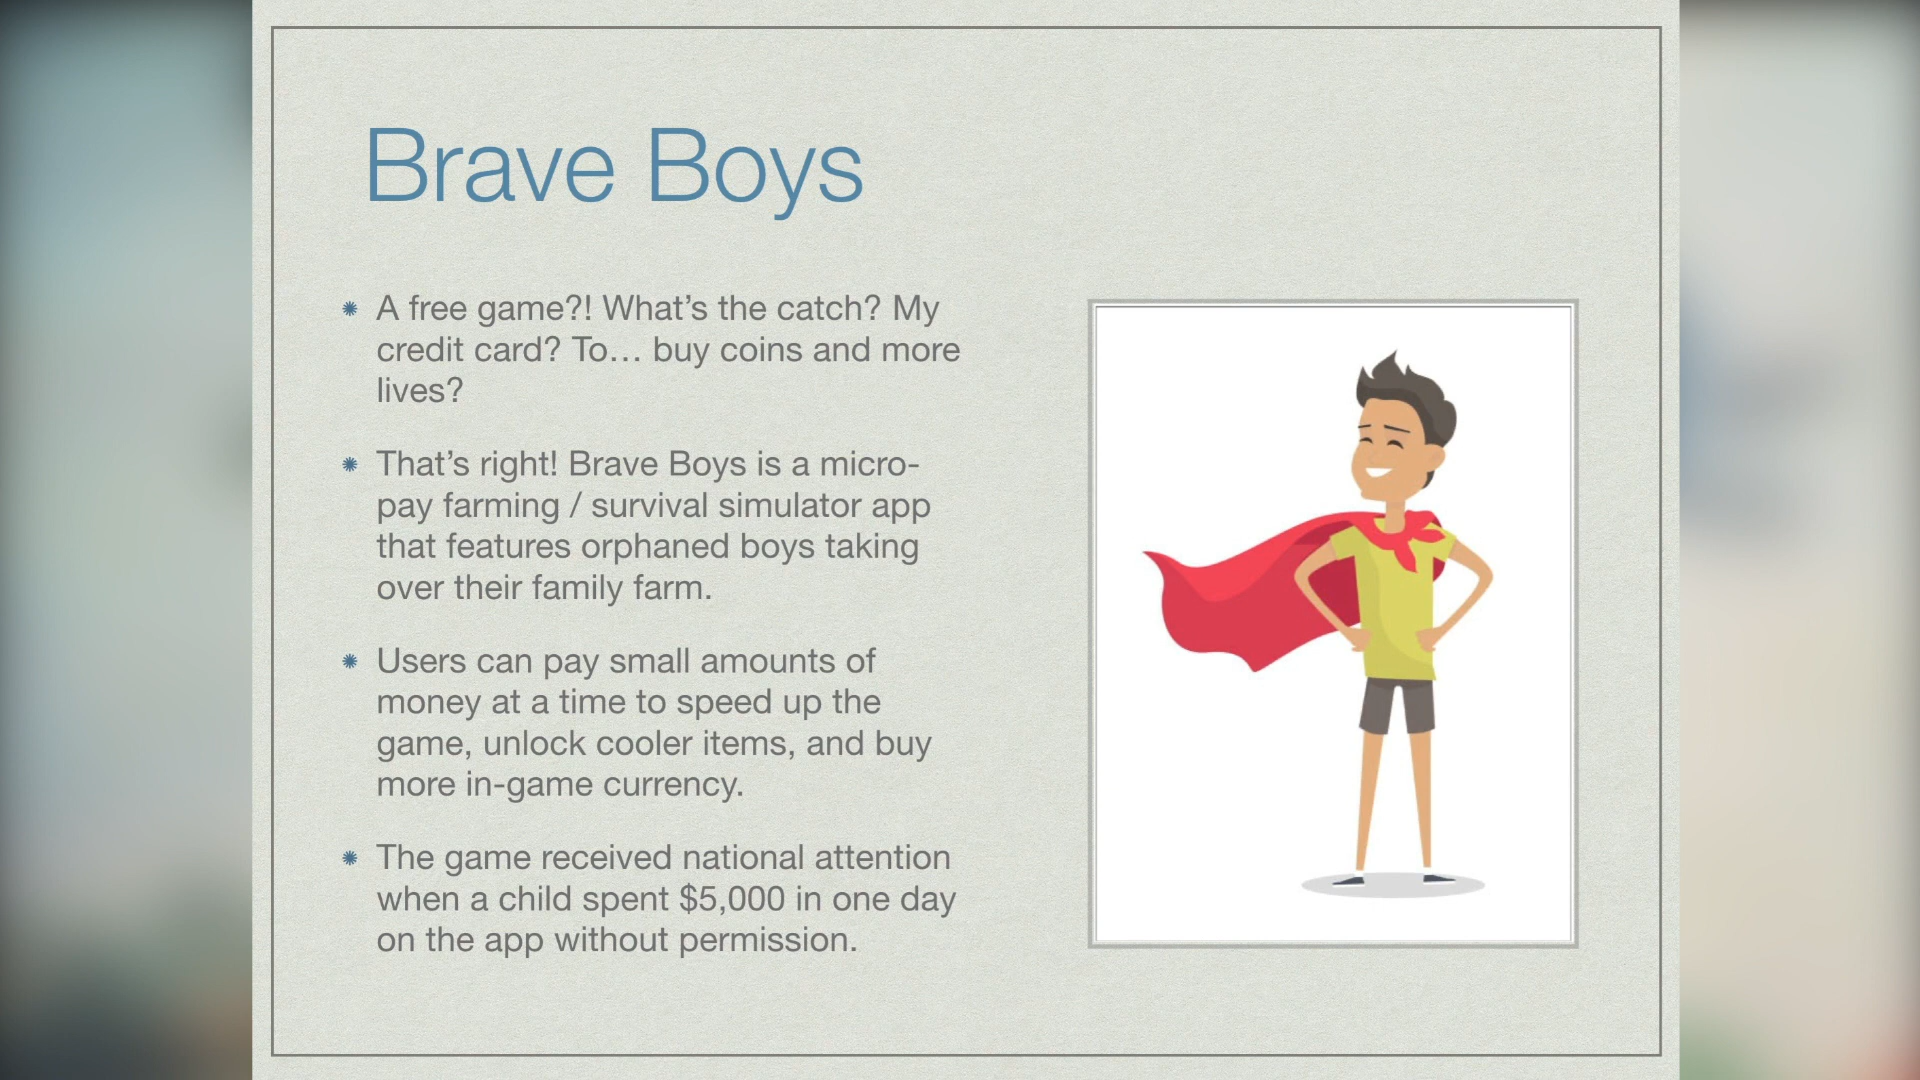 Brave Boys
A free game?! What’s the catch? My
credit card? To… buy coins and more
lives?
That’s right! Brave Boys is a micro-
pay farming / survival simulator app
that features orphaned boys taking
over their family farm.
Users can pay small amounts of
money at a time to speed up the
game, unlock cooler items, and buy
more in-game currency.
The game received national attention
when a child spent $5,000 in one day
on the app without permission.